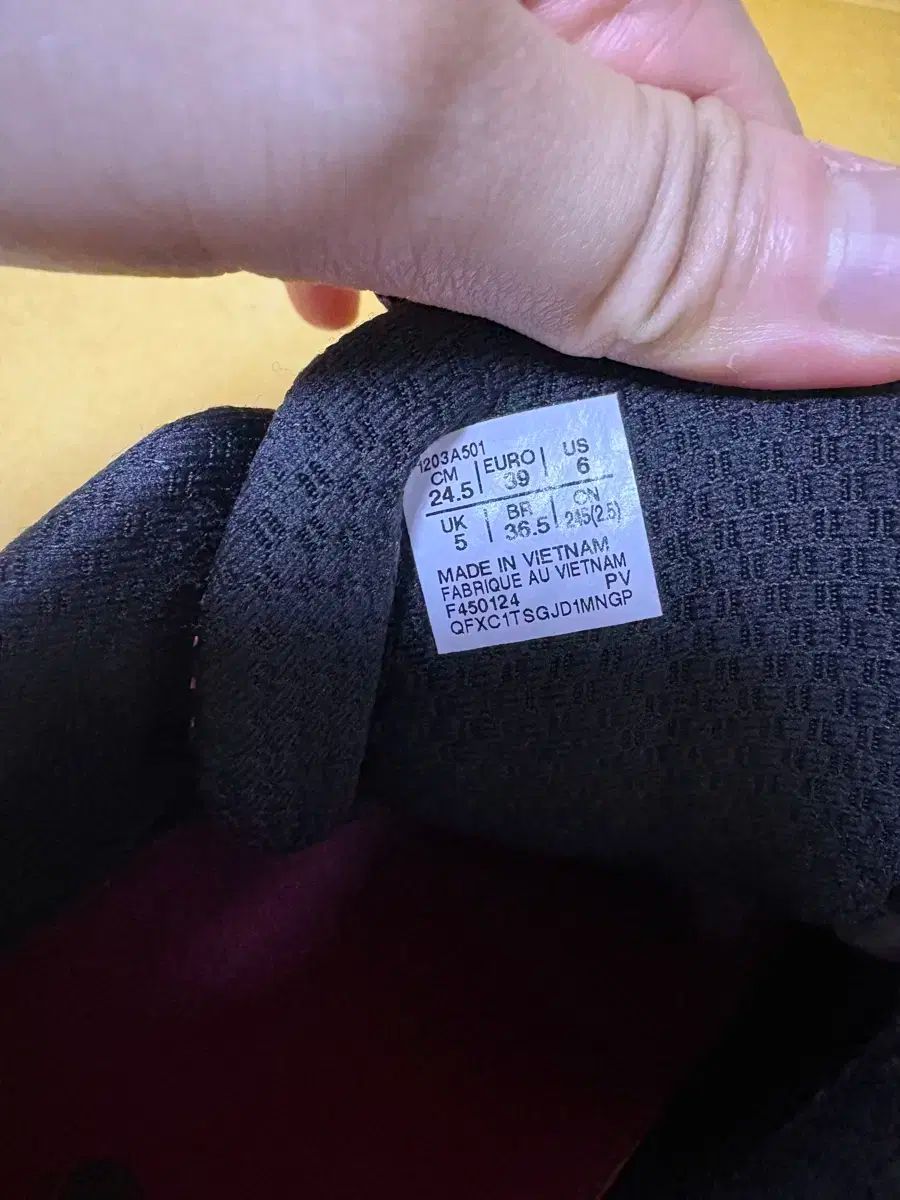 1203A501
CM EURO US
24.5 39 6
UK BR CN
5 36.5 245(2.5)
MADE IN VIETNAM
FABRIQUE AU VIETNAM
F450124 PV
QFXC1TSGJD1MNGP